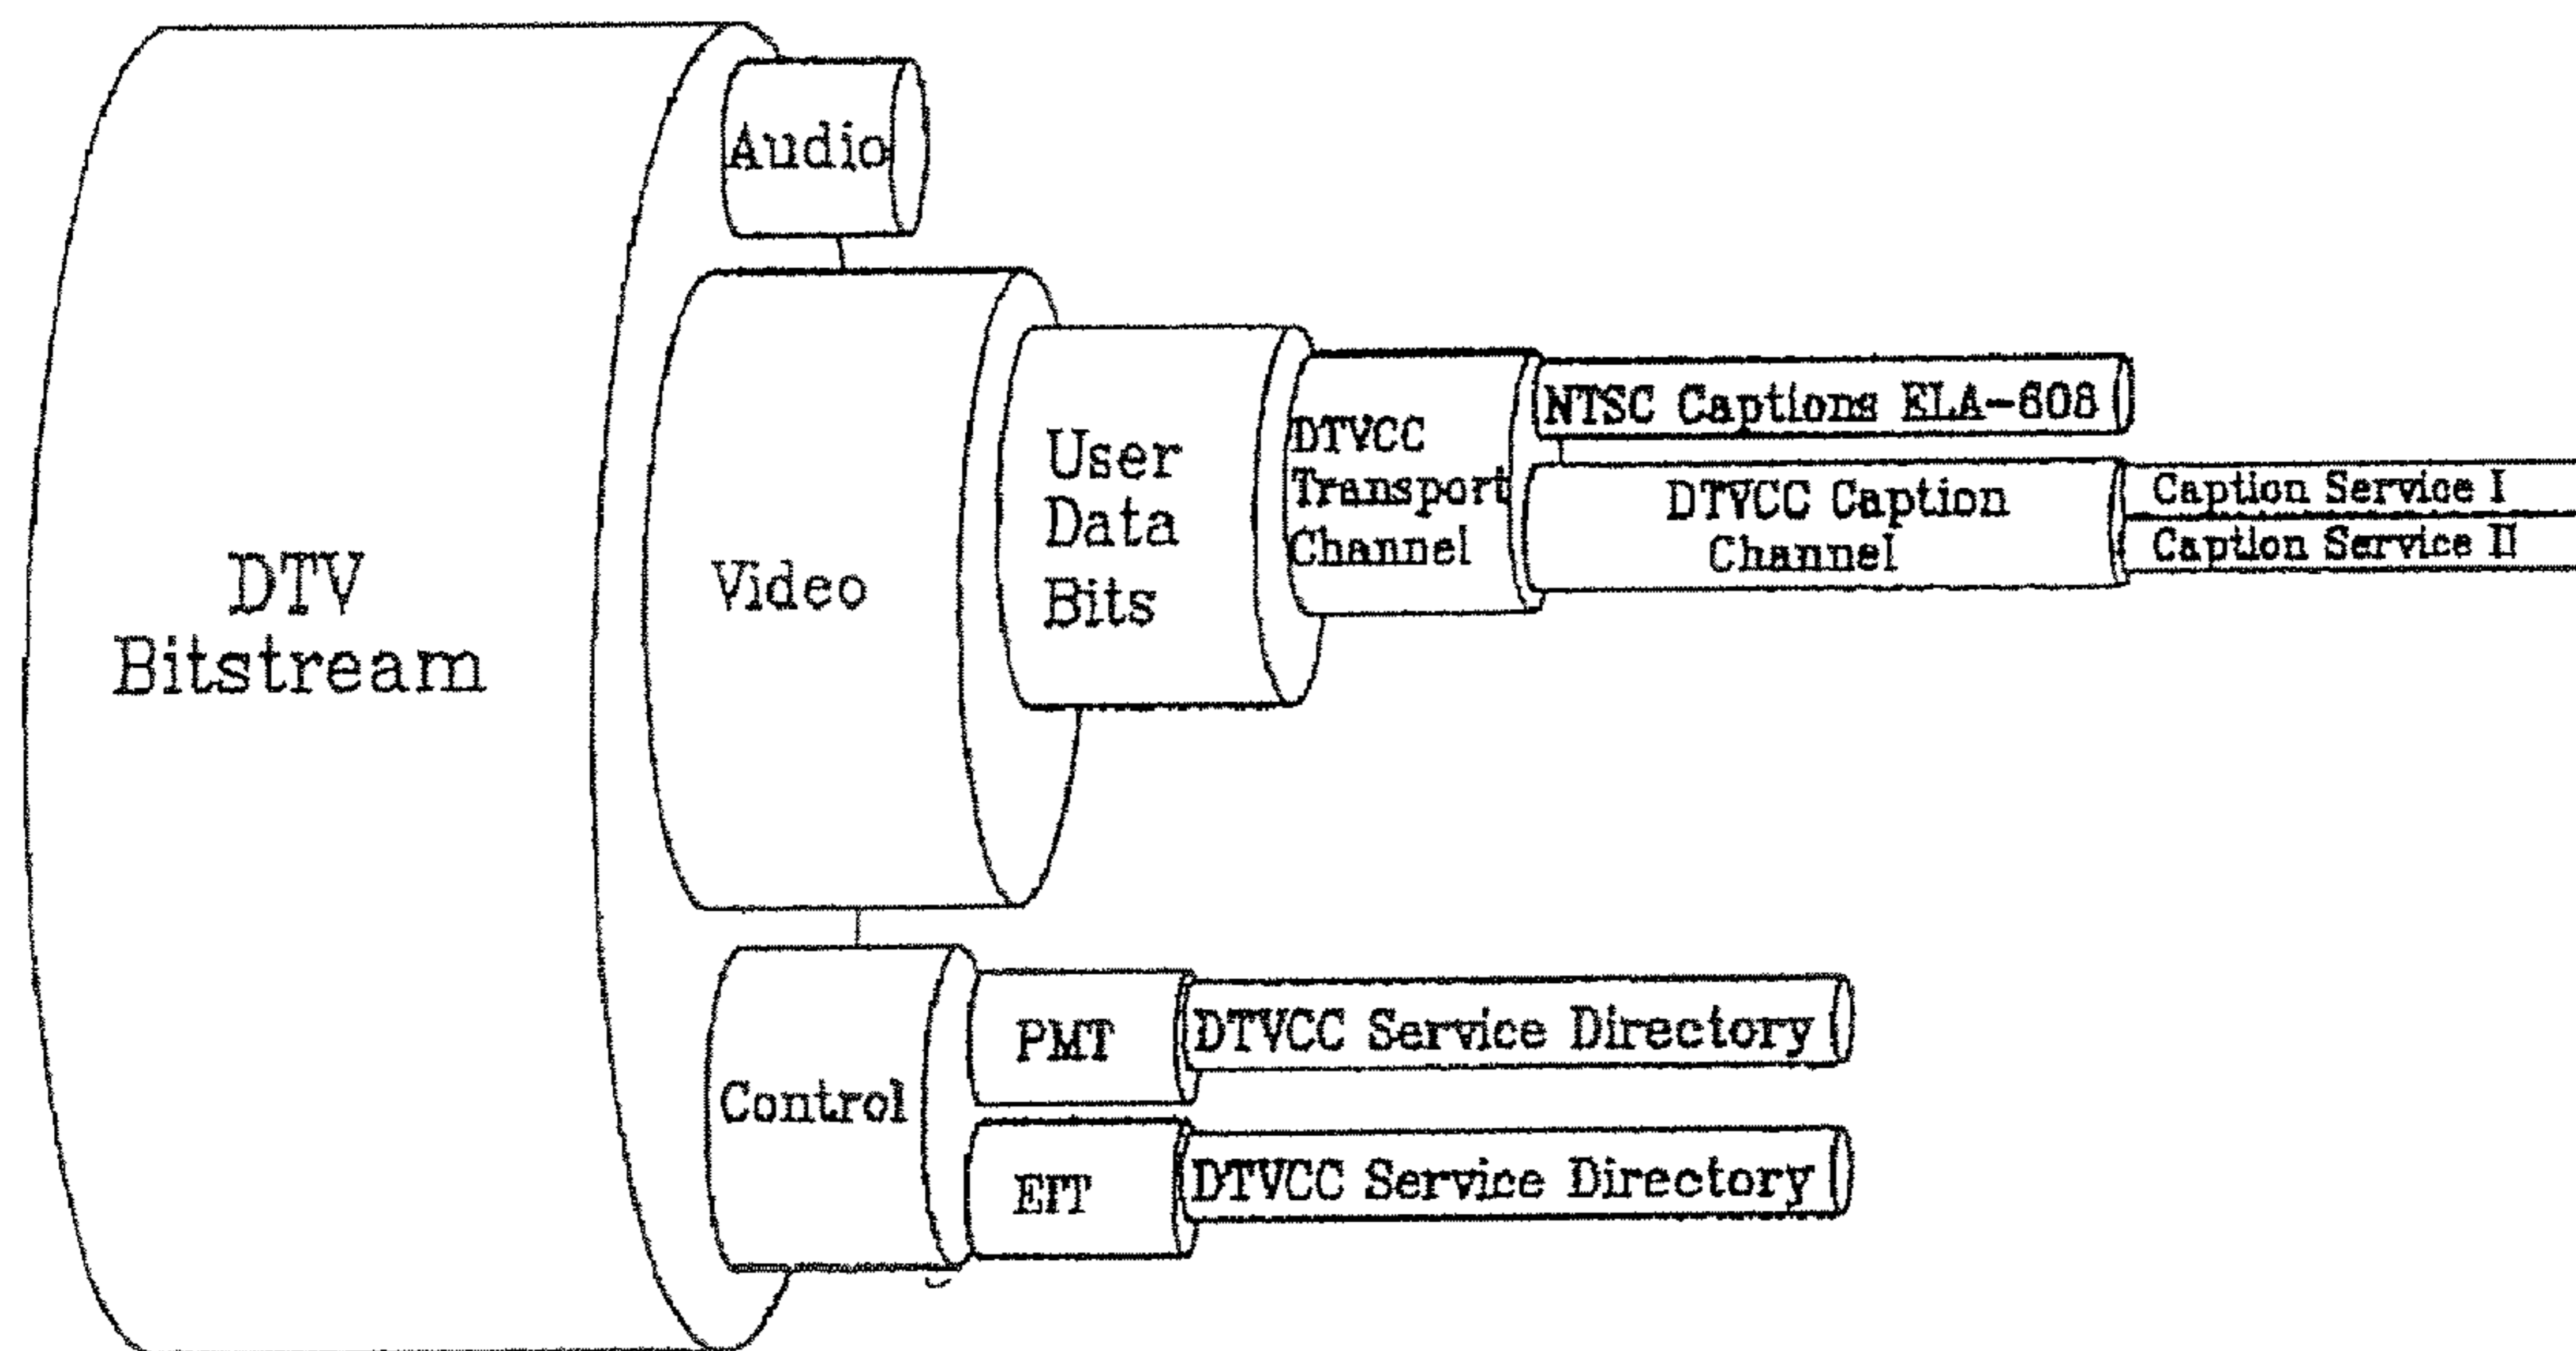 Audio
DTV
Bitstream
Video
User
Data
Bits
DTVCC
Transport
Channel
NTSC Captions ELA-608
DTVCC Caption
Channel
Caption Service I
Caption Service II
Control
PMT
DTVCC Service Directory
EIT
DTVCC Service Directory